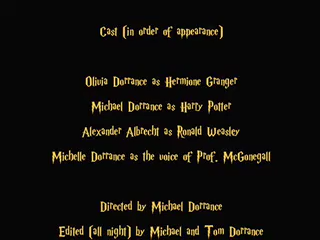 Cast (in order of appearance)
Olivia Dorrance as Hermione Granger
Michael Dorrance as Harry Potter
Alexander Albrecht as Ronald Weasley
Michelle Dorrance as the voice of Prof. McGonegall
Directed by Michael Dorrance
Edited (all night) by Michael and Tom Dorrance